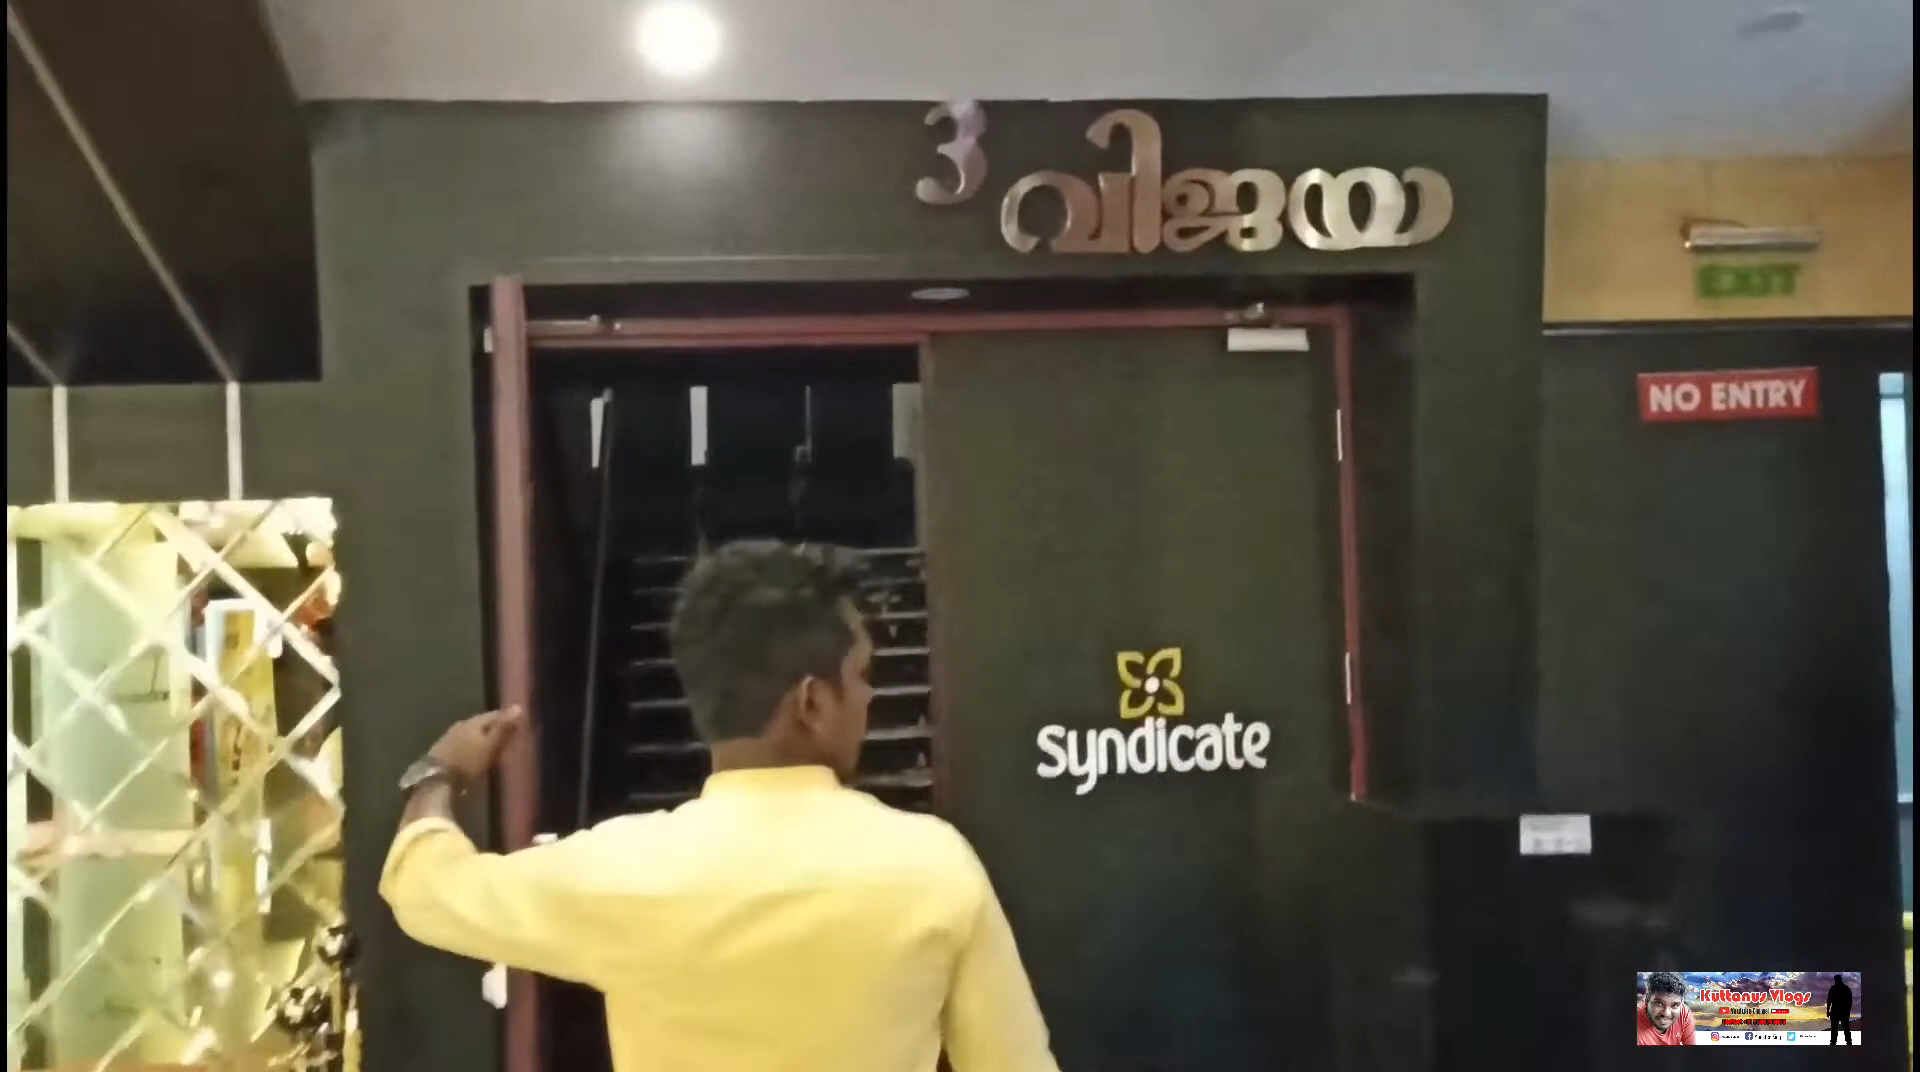 3 വിജയ
EXIT
NO ENTRY
Syndicate
Kuttanus Vlogs